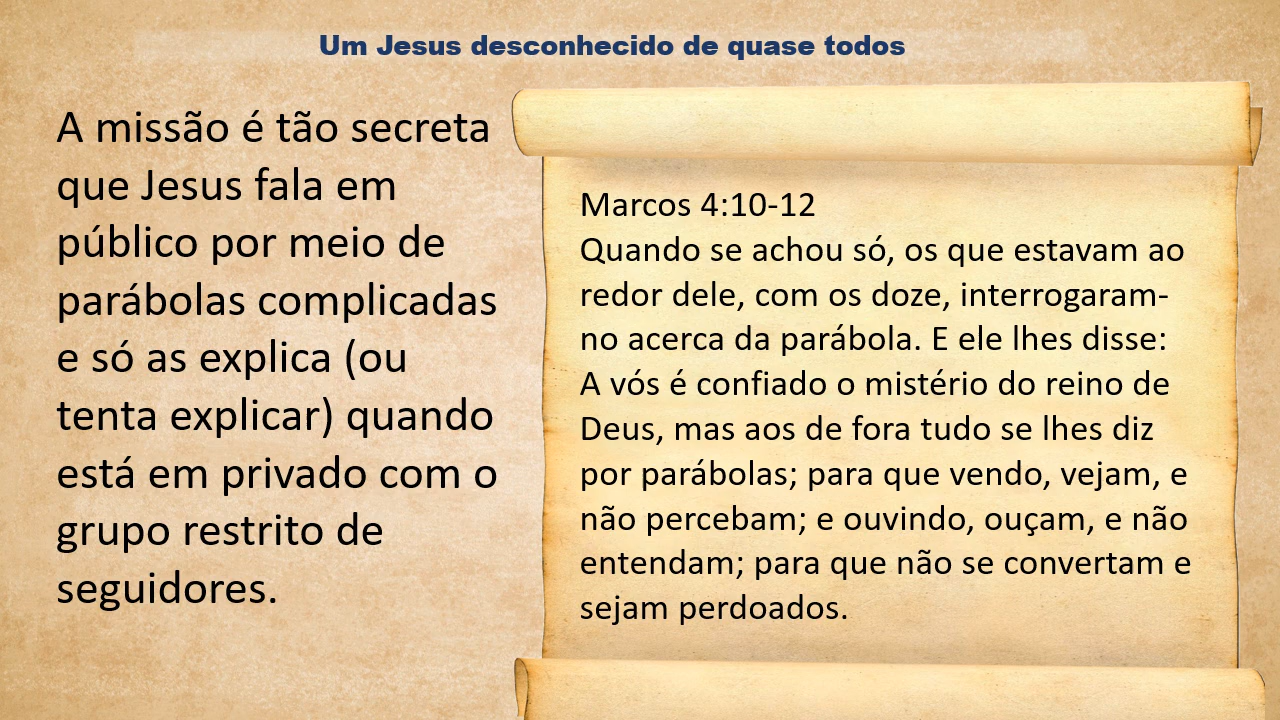 Um Jesus desconhecido de quase todos
A missão é tão secreta
que Jesus fala em
público por meio de
parábolas complicadas
e só as explica (ou
tenta explicar) quando
está em privado com o
grupo restrito de
seguidores.
Marcos 4:10-12
Quando se achou só, os que estavam ao
redor dele, com os doze, interrogaram-
no acerca da parábola. E ele lhes disse:
A vós é confiado o mistério do reino de
Deus, mas aos de fora tudo se lhes diz
por parábolas; para que vendo, vejam, e
não percebam; e ouvindo, ouçam, e não
entendam; para que não se convertam e
sejam perdoados.